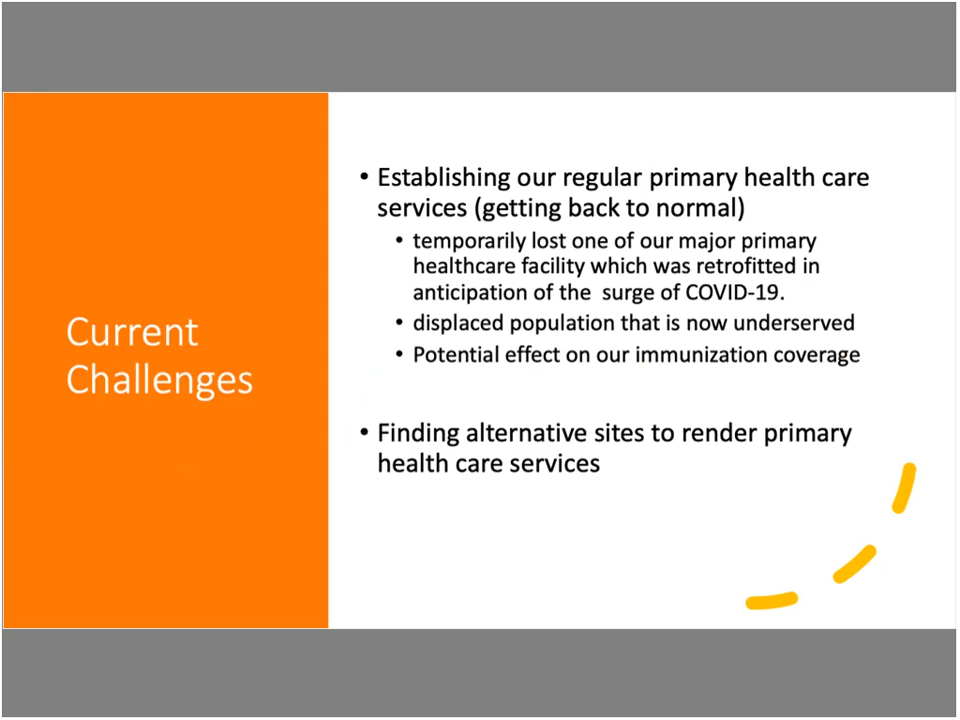 Current
Challenges
• Establishing our regular primary health care
services (getting back to normal)
• temporarily lost one of our major primary
healthcare facility which was retrofitted in
anticipation of the  surge of COVID-19.
• displaced population that is now underserved
• Potential effect on our immunization coverage
• Finding alternative sites to render primary
health care services